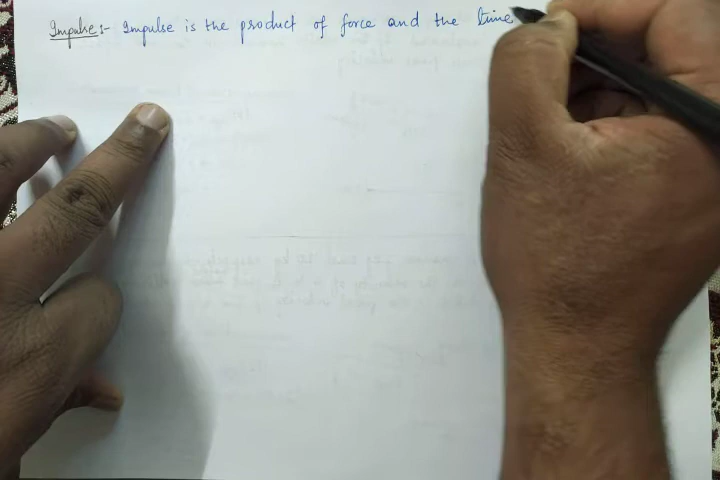 Impulse:- Impulse is the product of force and the time